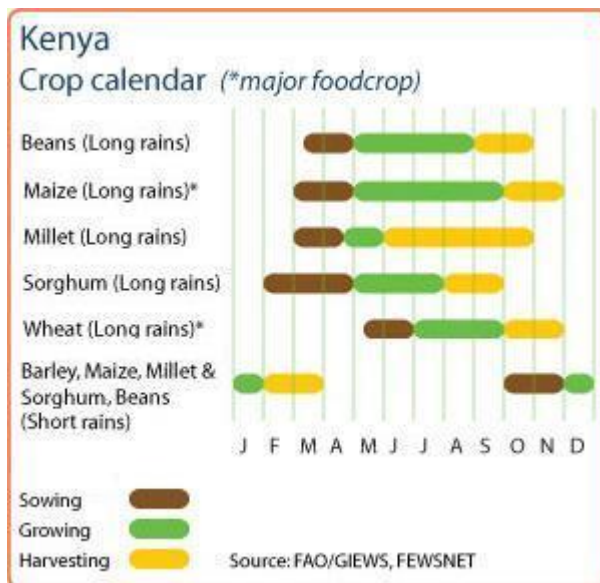 Kenya
Crop calendar (*major foodcrop)
Beans (Long rains)
Maize (Long rains)*
Millet (Long rains)
Sorghum (Long rains)
Wheat (Long rains)*
Barley, Maize, Millet &
Sorghum, Beans
(Short rains)
J F M A M J J A S O N D
Sowing
Growing
Harvesting
Source: FAO/GIEWS, FEWSNET